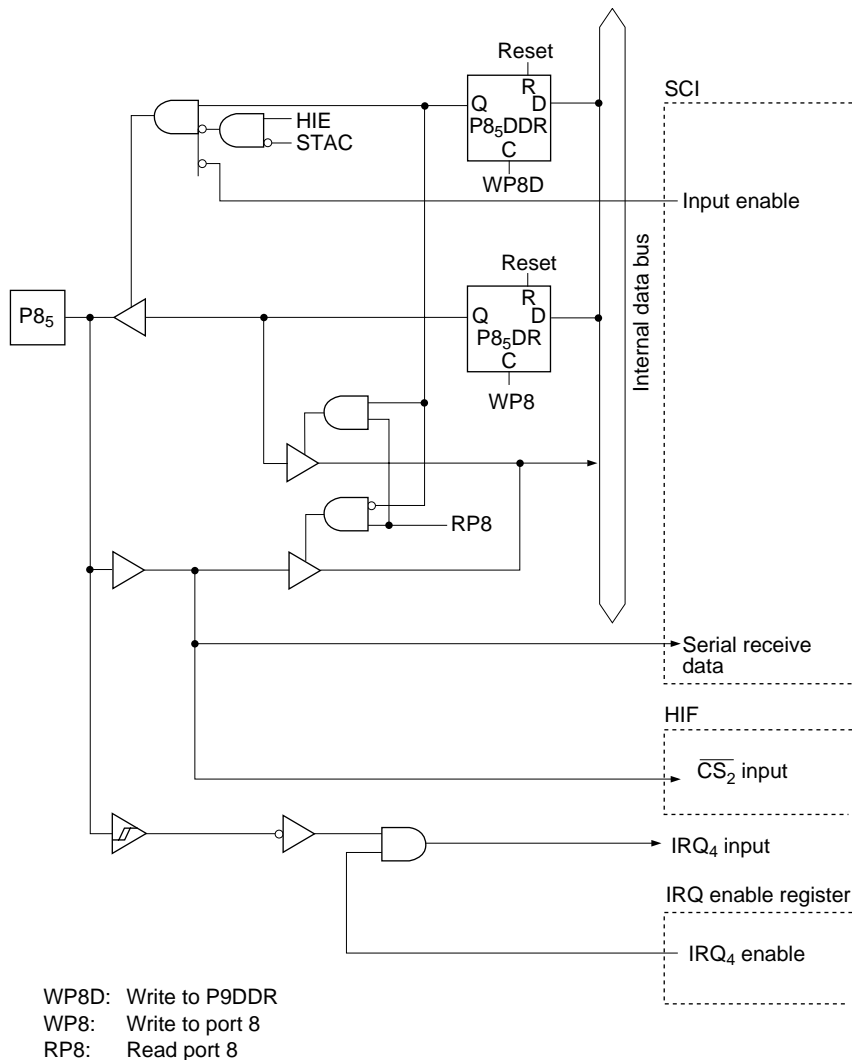 Reset
R
Q D
P8₅DDR
C
WP8D
HIE
STAC
SCI
Input enable
Internal data bus
Reset
R
Q D
P8₅DR
C
WP8
P8₅
RP8
Serial receive
data
HIF
C̅S̅₂̅ input
IRQ₄ input
IRQ enable register
IRQ₄ enable
WP8D: Write to P9DDR
WP8: Write to port 8
RP8: Read port 8